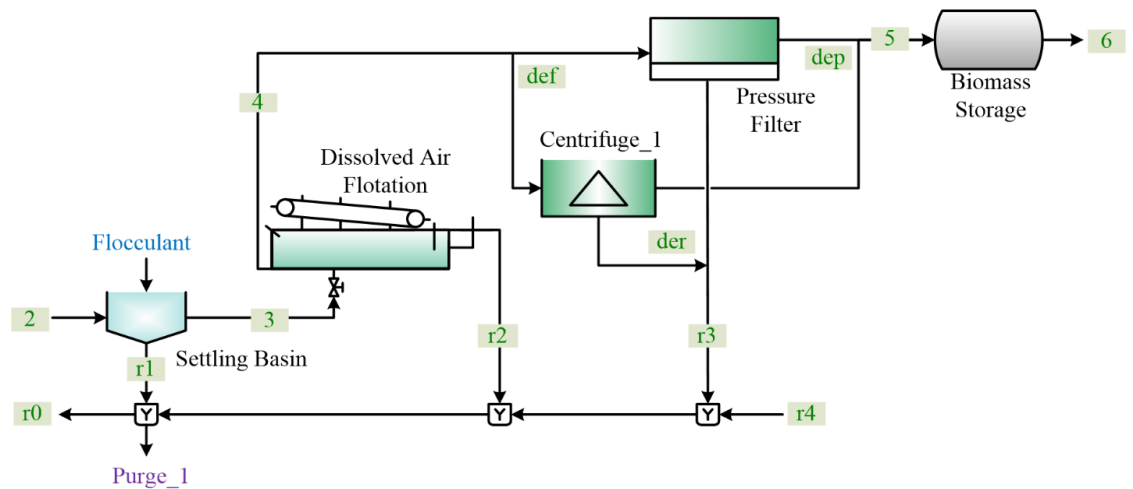 5
6
dep
def
Biomass
Storage
Pressure
Filter
4
Centrifuge_1
Dissolved Air
Flotation
Flocculant
der
2
3
r2
r3
Settling Basin
r1
r0
Y
Y
Y
r4
Purge_1